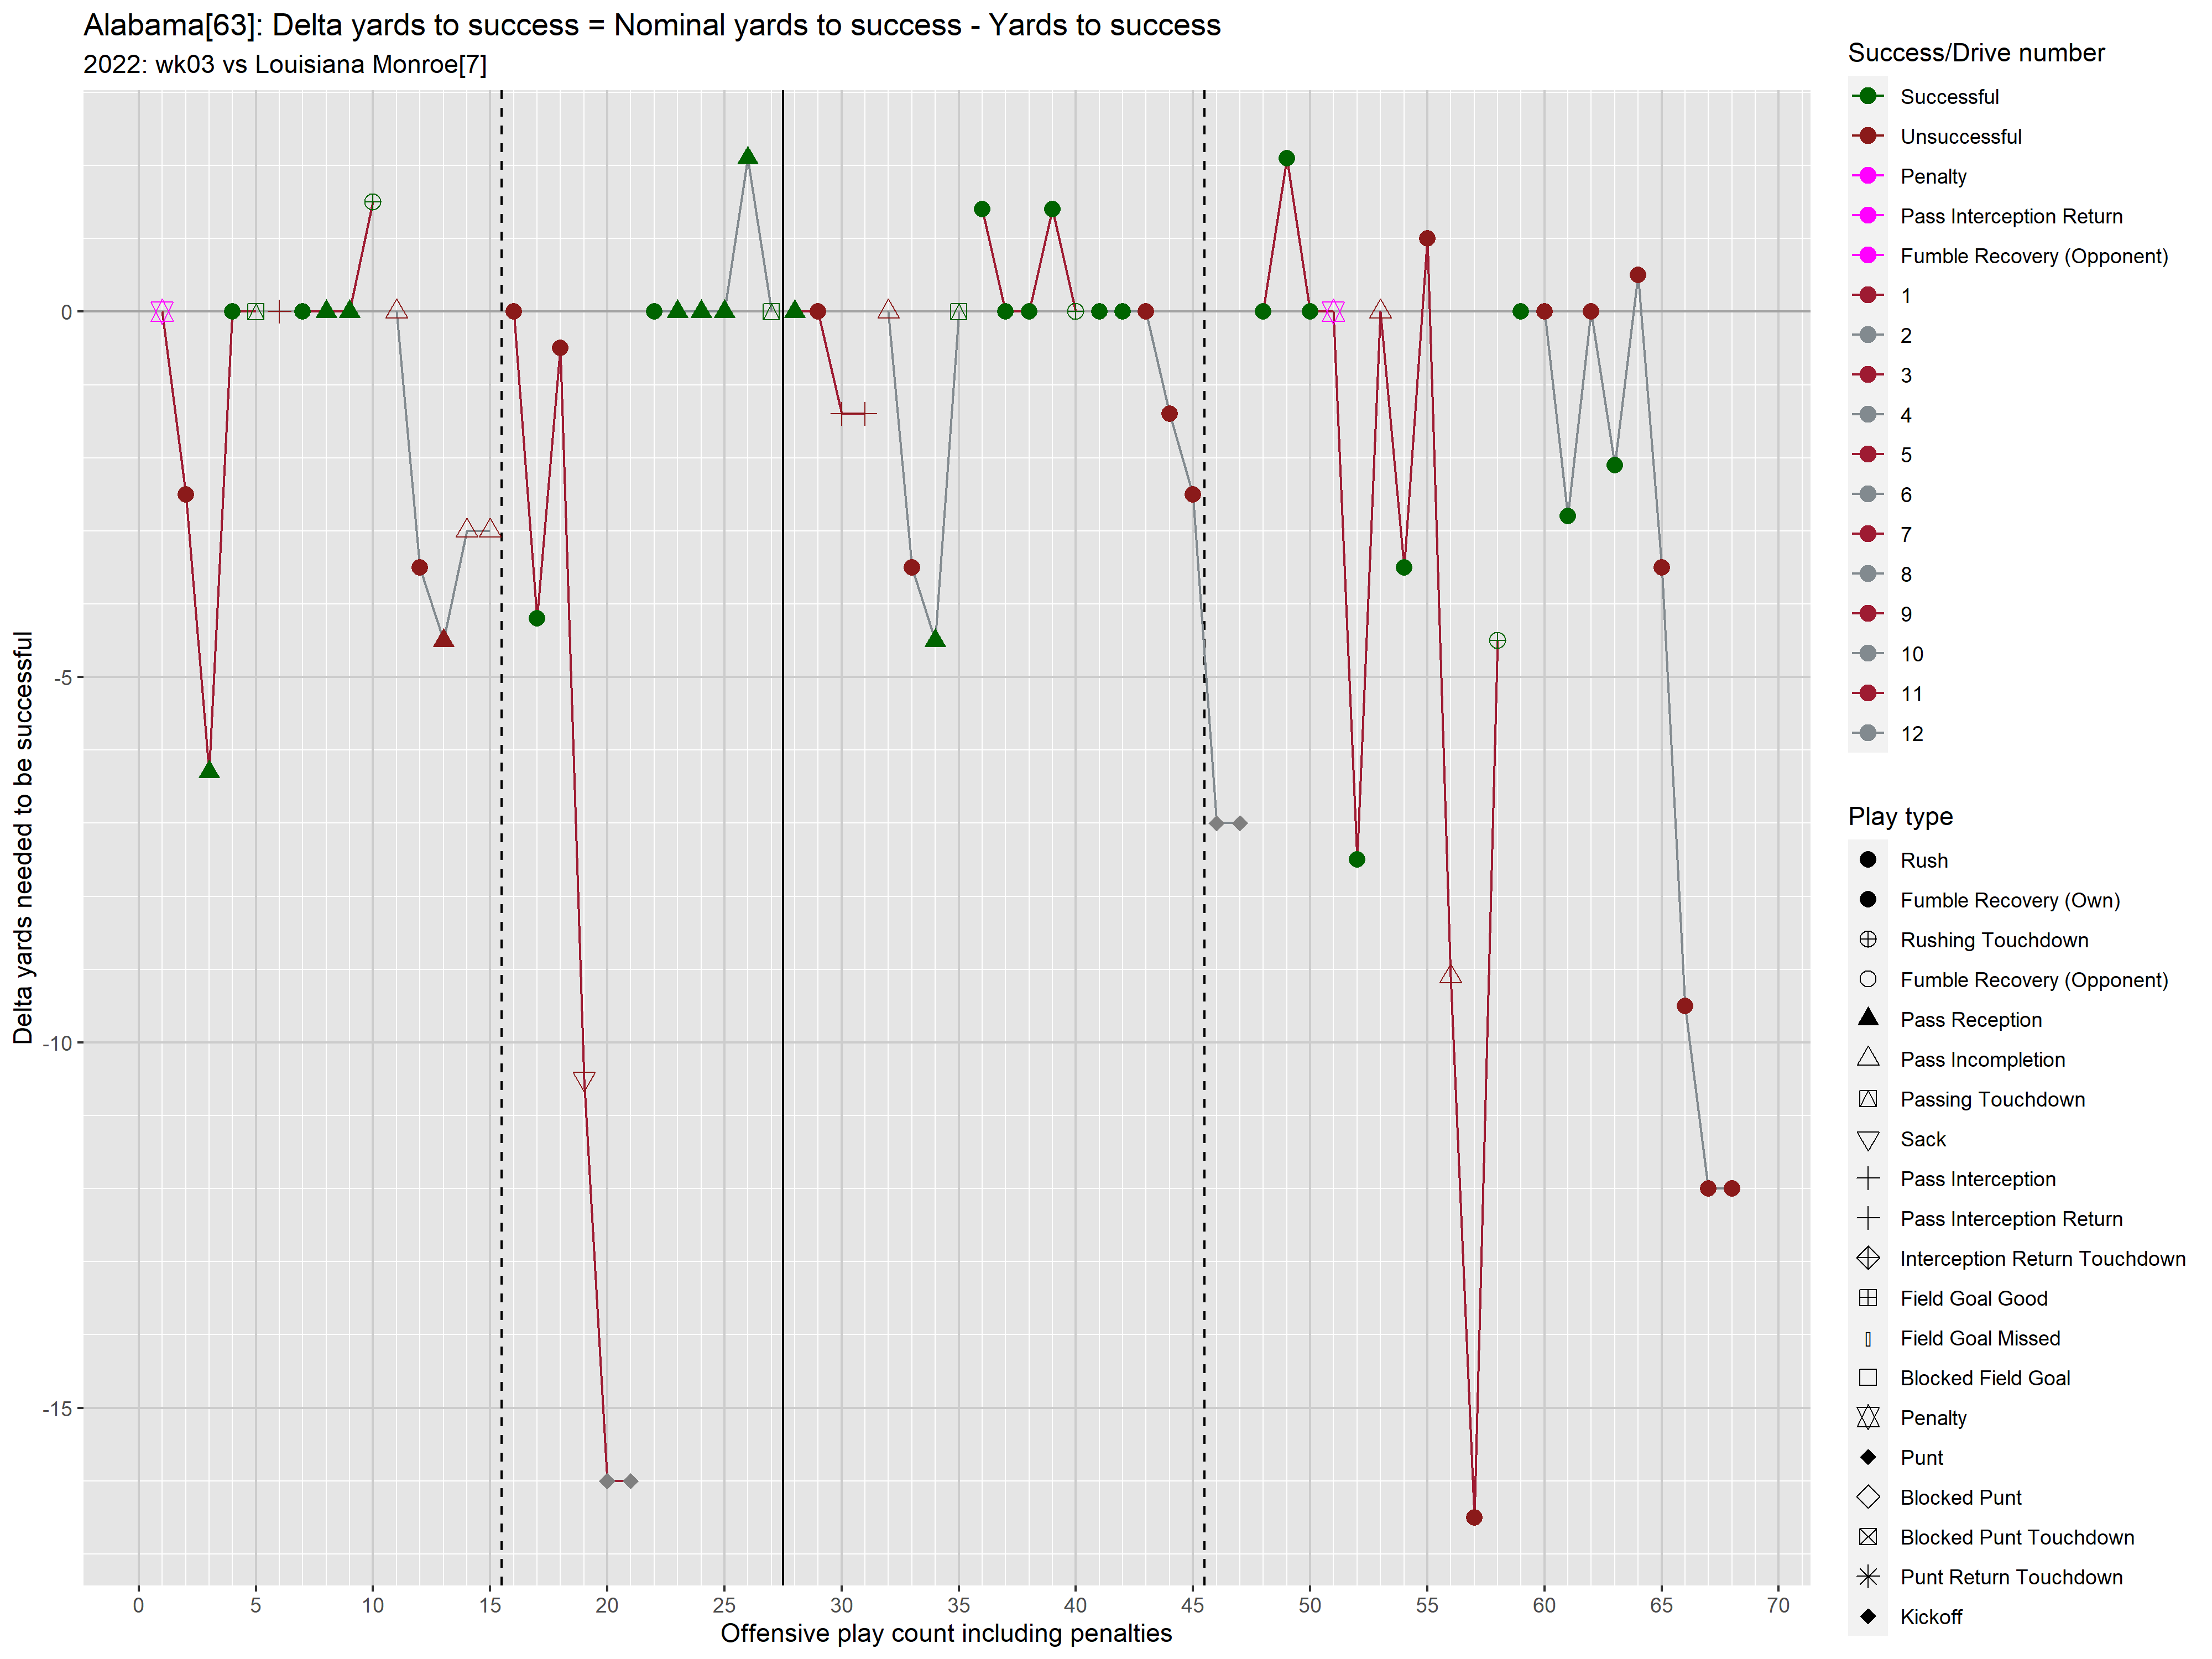 Alabama[63]: Delta yards to success = Nominal yards to success - Yards to success
2022: wk03 vs Louisiana Monroe[7]
Delta yards needed to be successful
0
-5
-10
-15
0 5 10 15 20 25 30 35 40 45 50 55 60 65 70
Offensive play count including penalties
Success/Drive number
Successful
Unsuccessful
Penalty
Pass Interception Return
Fumble Recovery (Opponent)
1
2
3
4
5
6
7
8
9
10
11
12
Play type
Rush
Fumble Recovery (Own)
Rushing Touchdown
Fumble Recovery (Opponent)
Pass Reception
Pass Incompletion
Passing Touchdown
Sack
Pass Interception
Pass Interception Return
Interception Return Touchdown
Field Goal Good
Field Goal Missed
Blocked Field Goal
Penalty
Punt
Blocked Punt
Blocked Punt Touchdown
Punt Return Touchdown
Kickoff